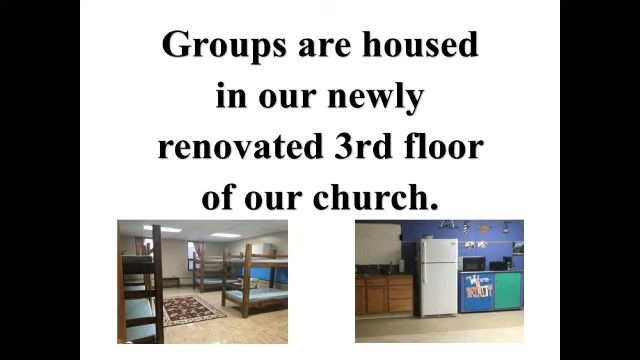 Groups are housed
in our newly
renovated 3rd floor
of our church.